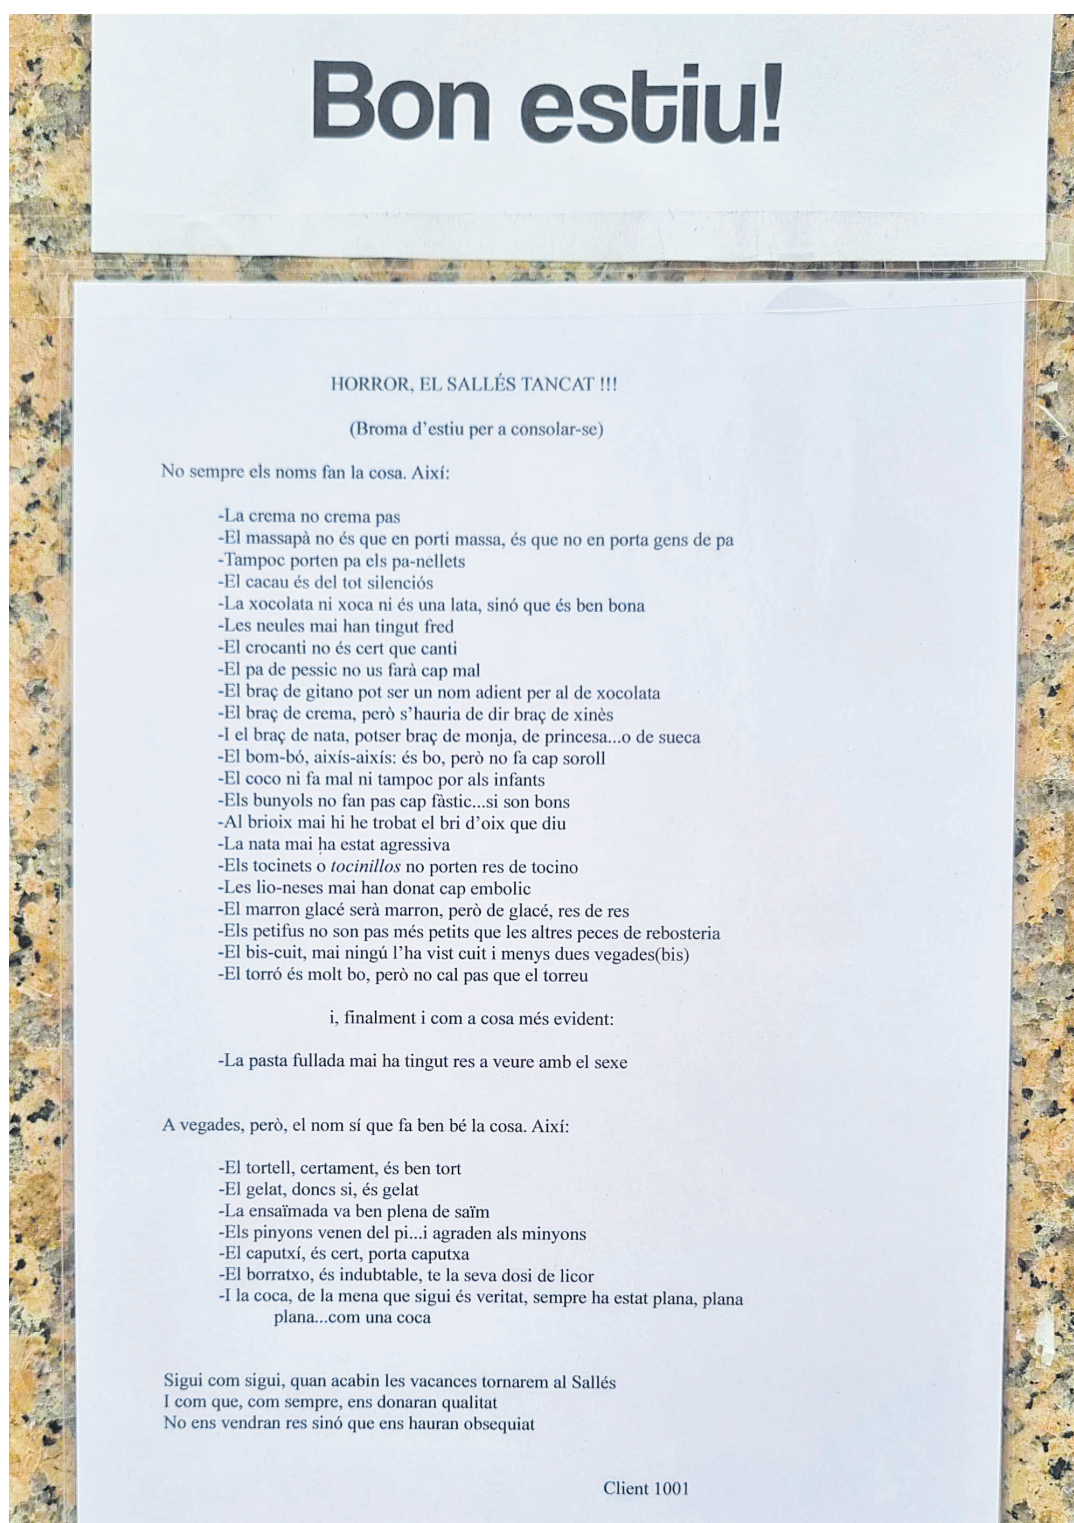 Bon estiu!
HORROR, EL SALLÉS TANCAT !!!
(Broma d'estiu per a consolar-se)
No sempre els noms fan la cosa. Així:
-La crema no crema pas
-El massapà no és que en porti massa, és que no en porta gens de pa
-Tampoc porten pa els pa-nellets
-El cacau és del tot silenciós
-La xocolata ni xoca ni és una lata, sinó que és ben bona
-Les neules mai han tingut fred
-El crocanti no és cert que canti
-El pa de pessic no us farà cap mal
-El braç de gitano pot ser un nom adient per al de xocolata
-El braç de crema, però s'hauria de dir braç de xinès
-I el braç de nata, potser braç de monja, de princesa...o de sueca
-El bom-bó, aixís-aixís: és bo, però no fa cap soroll
-El coco ni fa mal ni tampoc por als infants
-Els bunyols no fan pas cap fàstic...si son bons
-Al brioix mai hi he trobat el bri d'oix que diu
-La nata mai ha estat agressiva
-Els tocinets o tocinillos no porten res de tocino
-Les lio-neses mai han donat cap embolic
-El marron glacé serà marron, però de glacé, res de res
-Els petifus no son pas més petits que les altres peces de rebosteria
-El bis-cuit, mai ningú l'ha vist cuit i menys dues vegades(bis)
-El torró és molt bo, però no cal pas que el torreu
i, finalment i com a cosa més evident:
-La pasta fullada mai ha tingut res a veure amb el sexe
A vegades, però, el nom sí que fa ben bé la cosa. Així:
-El tortell, certament, és ben tort
-El gelat, doncs si, és gelat
-La ensaïmada va ben plena de saïm
-Els pinyons venen del pi...i agraden als minyons
-El caputxí, és cert, porta caputxa
-El borratxo, és indubtable, te la seva dosi de licor
-I la coca, de la mena que sigui és veritat, sempre ha estat plana, plana
plana...com una coca
Sigui com sigui, quan acabin les vacances tornarem al Sallés
I com que, com sempre, ens donaran qualitat
No ens vendran res sinó que ens hauran obsequiat
Client 1001